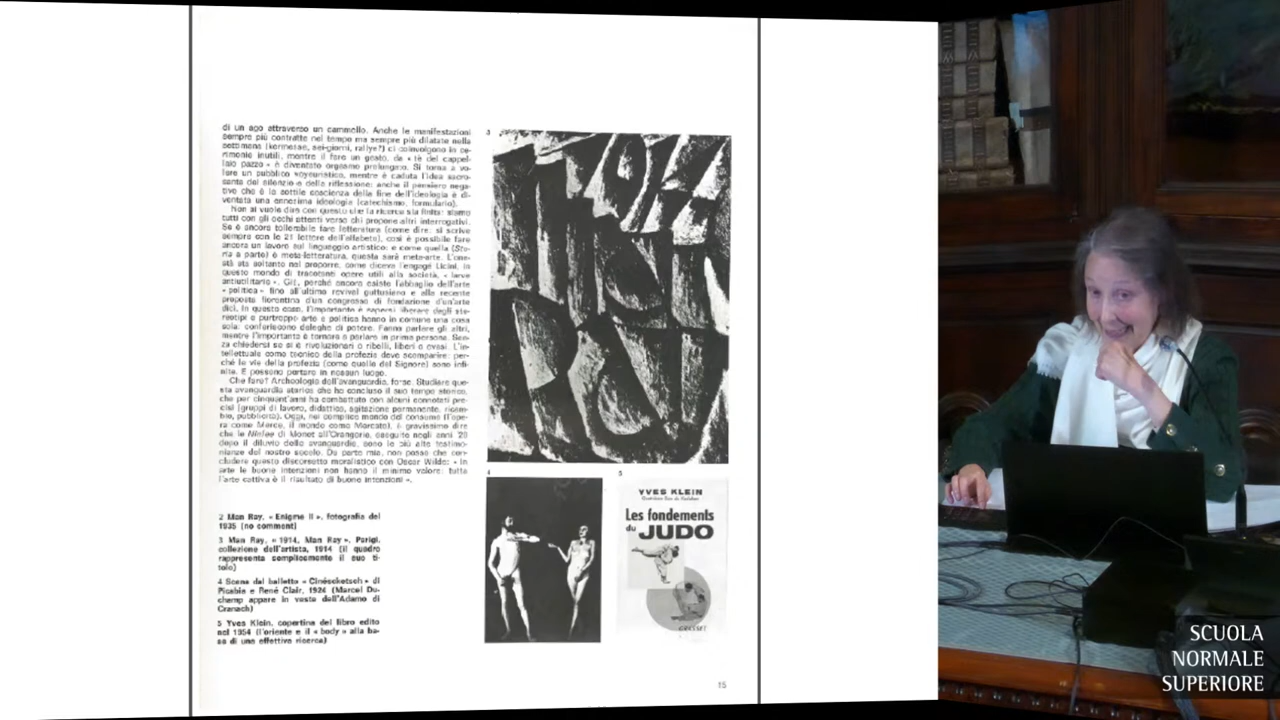 di un ago attraverso un cammello. Anche le manifestazioni
sempre più contratte nel tempo ma sempre più dilatate nella
settimana (kermesse, sei-giorni, rallye?) ci coinvolgono in ce-
rimonie inutili, mentre il fare un gesto, da « tè del cappel-
laio pazzo » è diventato orgasmo prolungato. Si torna a vo-
lere un pubblico voyeuristico, mentre è caduta l'idea sacro-
santa del silenzio e della riflessione: anche il pensiero nega-
tivo che è la sottile coscienza della fine dell'ideologia è di-
ventata una ennesima ideologia (catechismo, formulario).
Non si vuole dire con questo che la ricerca sia finita: siamo
tutti con gli occhi attenti verso chi propone altri interrogativi.
Se è ancora tollerabile fare letteratura (come dire: si scrive
sempre con le 21 lettere dell'alfabeto), così è possibile fare
ancora un lavoro sul linguaggio artistico: e come quella (Sto-
ria a parte) è meta-letteratura, questa sarà meta-arte. L'one-
stà sta soltanto nel proporre, come diceva l'engagé Licini, in
questo mondo di tracotane opere utili alla società, « larve
antiutilitarie ». Già, perché ancora esiste l'abbaglio dell'arte
« politica » fino all'ultimo revival guttusiano e alla recente
proposta fiorentina d'un congresso di fondazione d'un'arte
dici. In questo caso, l'importante è sapersi liberare dagli ste-
reotipi e purtroppo arte e politica hanno in comune una cosa
sola: conferiscono deleghe di potere. Fanno parlare gli altri,
mentre l'importante è tornare a parlare in prima persona. Sen-
za chiedersi se si è rivoluzionari o ribelli, liberi o evasi. L'in-
tellettuale come tecnico della profezia deve scomparire: per-
ché le vie della profezia (come quelle del Signore) sono infi-
nite. E possono portare in nessun luogo.
Che fare? Archeologia dell'avanguardia, forse. Studiare que-
sta avanguardia storica che ha concluso il suo tempo storico,
che per cinquant'anni ha combattuto con alcuni connotati pre-
cisi (gruppi di lavoro, didattica, agitazione permanente, ricam-
bio, pubblicità). Oggi, nel complice mondo del consumo (l'ope-
ra come Merce, il mondo come Mercato), è gravissimo dire
che le Ninfee di Monet all'Orangerie, eseguite negli anni '20
dopo il diluvio delle avanguardie, sono le più alte testimo-
nianze del nostro secolo. Da parte mia, non posso che con-
cludere questo discorsetto moralistico con Oscar Wilde: « In
arte le buone intenzioni non hanno il minimo valore: tutta
l'arte cattiva è il risultato di buone intenzioni ».
2 Man Ray, « Enigme II », fotografia del
1935 (no comment)
3 Man Ray, « 1914, Man Ray », Parigi,
collezione dell'artista, 1914 (il quadro
rappresenta semplicemente il suo ti-
tolo)
4 Scena dal balletto « Cinésketsch » di
Picabia e René Clair, 1924 (Marcel Du-
champ appare in veste dell'Adamo di
Cranach)
5 Yves Klein, copertina del libro edito
nel 1954 (l'oriente e il « body » alla ba-
se di una effettiva ricerca)
3
4
5
YVES KLEIN
Les fondements
du JUDO
GRASSET
15
SCUOLA
NORMALE
SUPERIORE